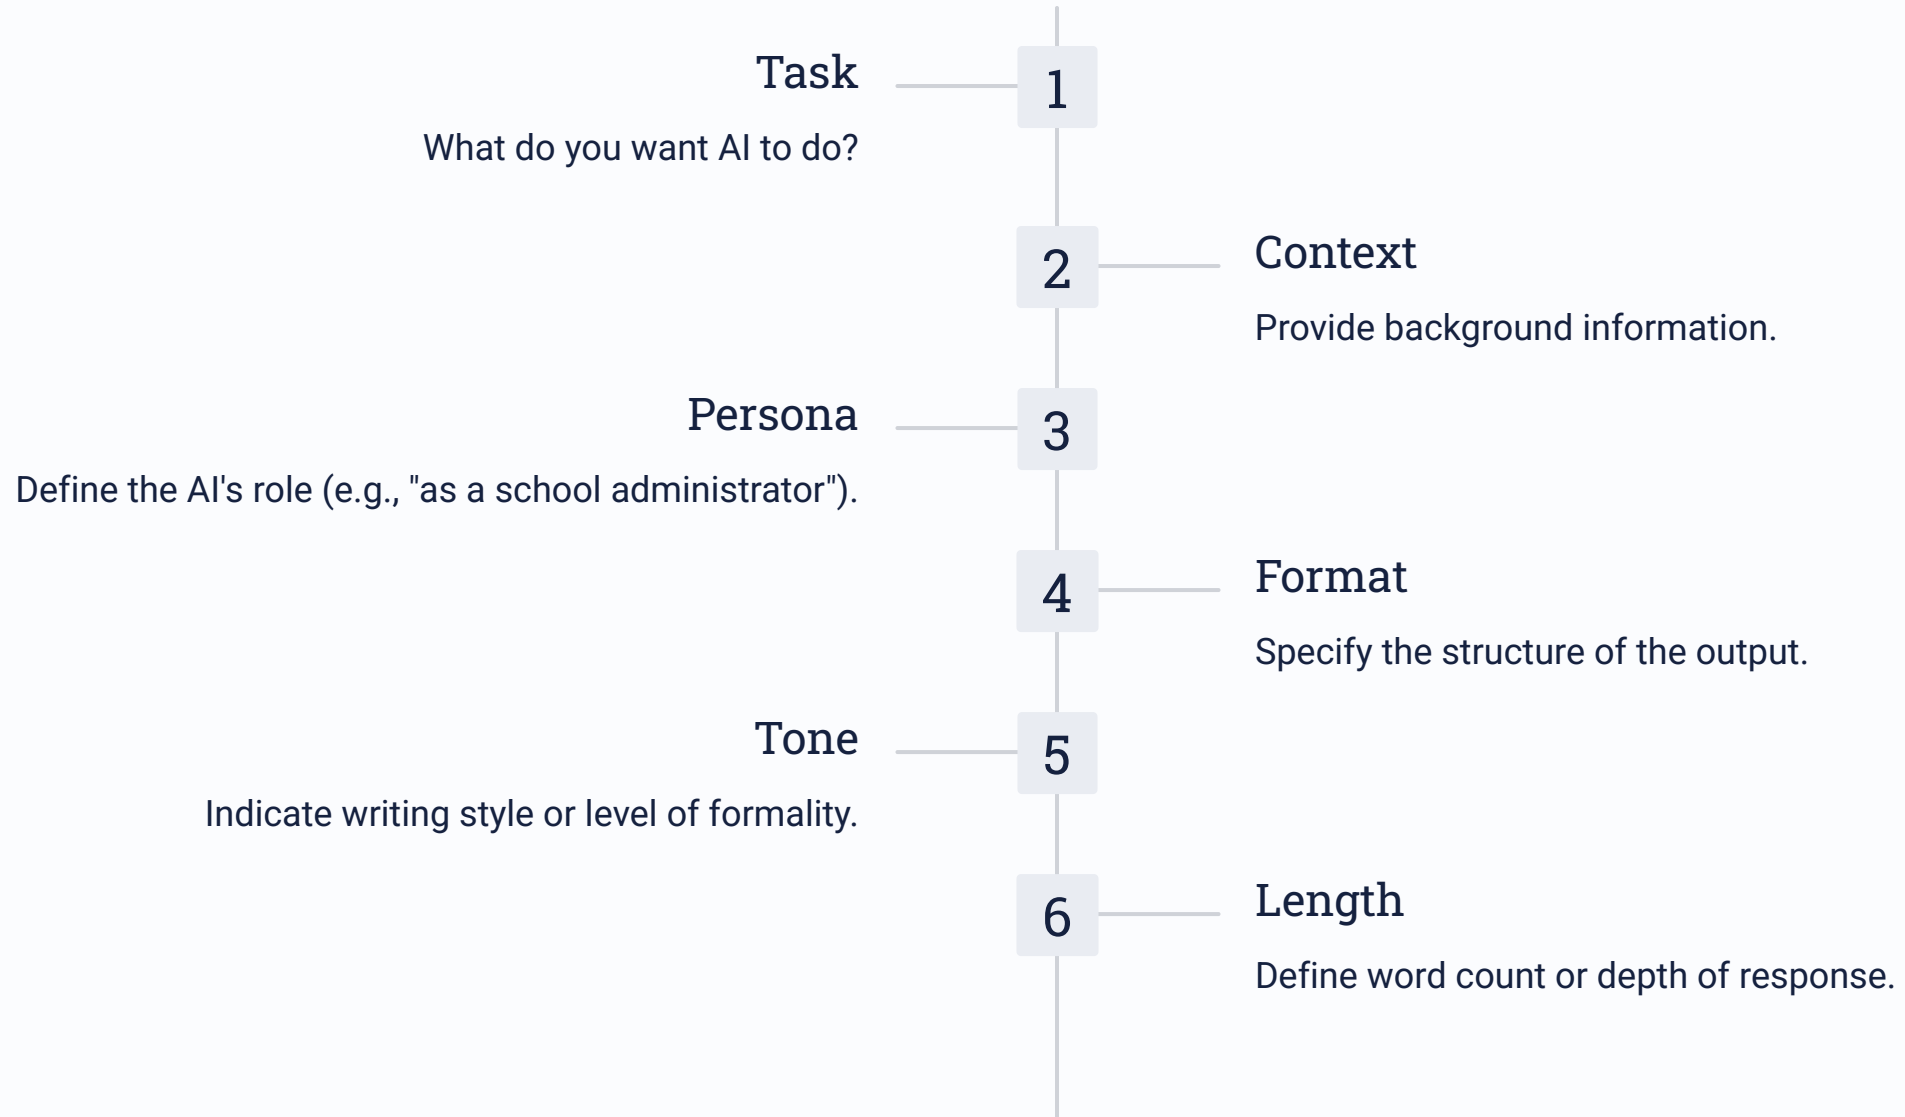 1
Task
What do you want AI to do?
2
Context
Provide background information.
3
Persona
Define the AI's role (e.g., "as a school administrator").
4
Format
Specify the structure of the output.
5
Tone
Indicate writing style or level of formality.
6
Length
Define word count or depth of response.